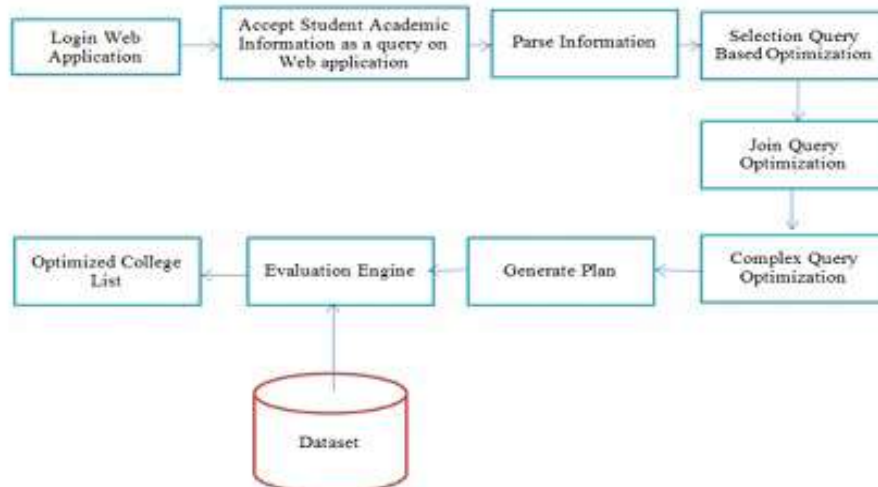 Login Web
Application
Accept Student Academic
Information as a query on
Web application
Parse Information
Selection Query
Based Optimization
Join Query
Optimization
Complex Query
Optimization
Generate Plan
Evaluation Engine
Optimized College
List
Dataset